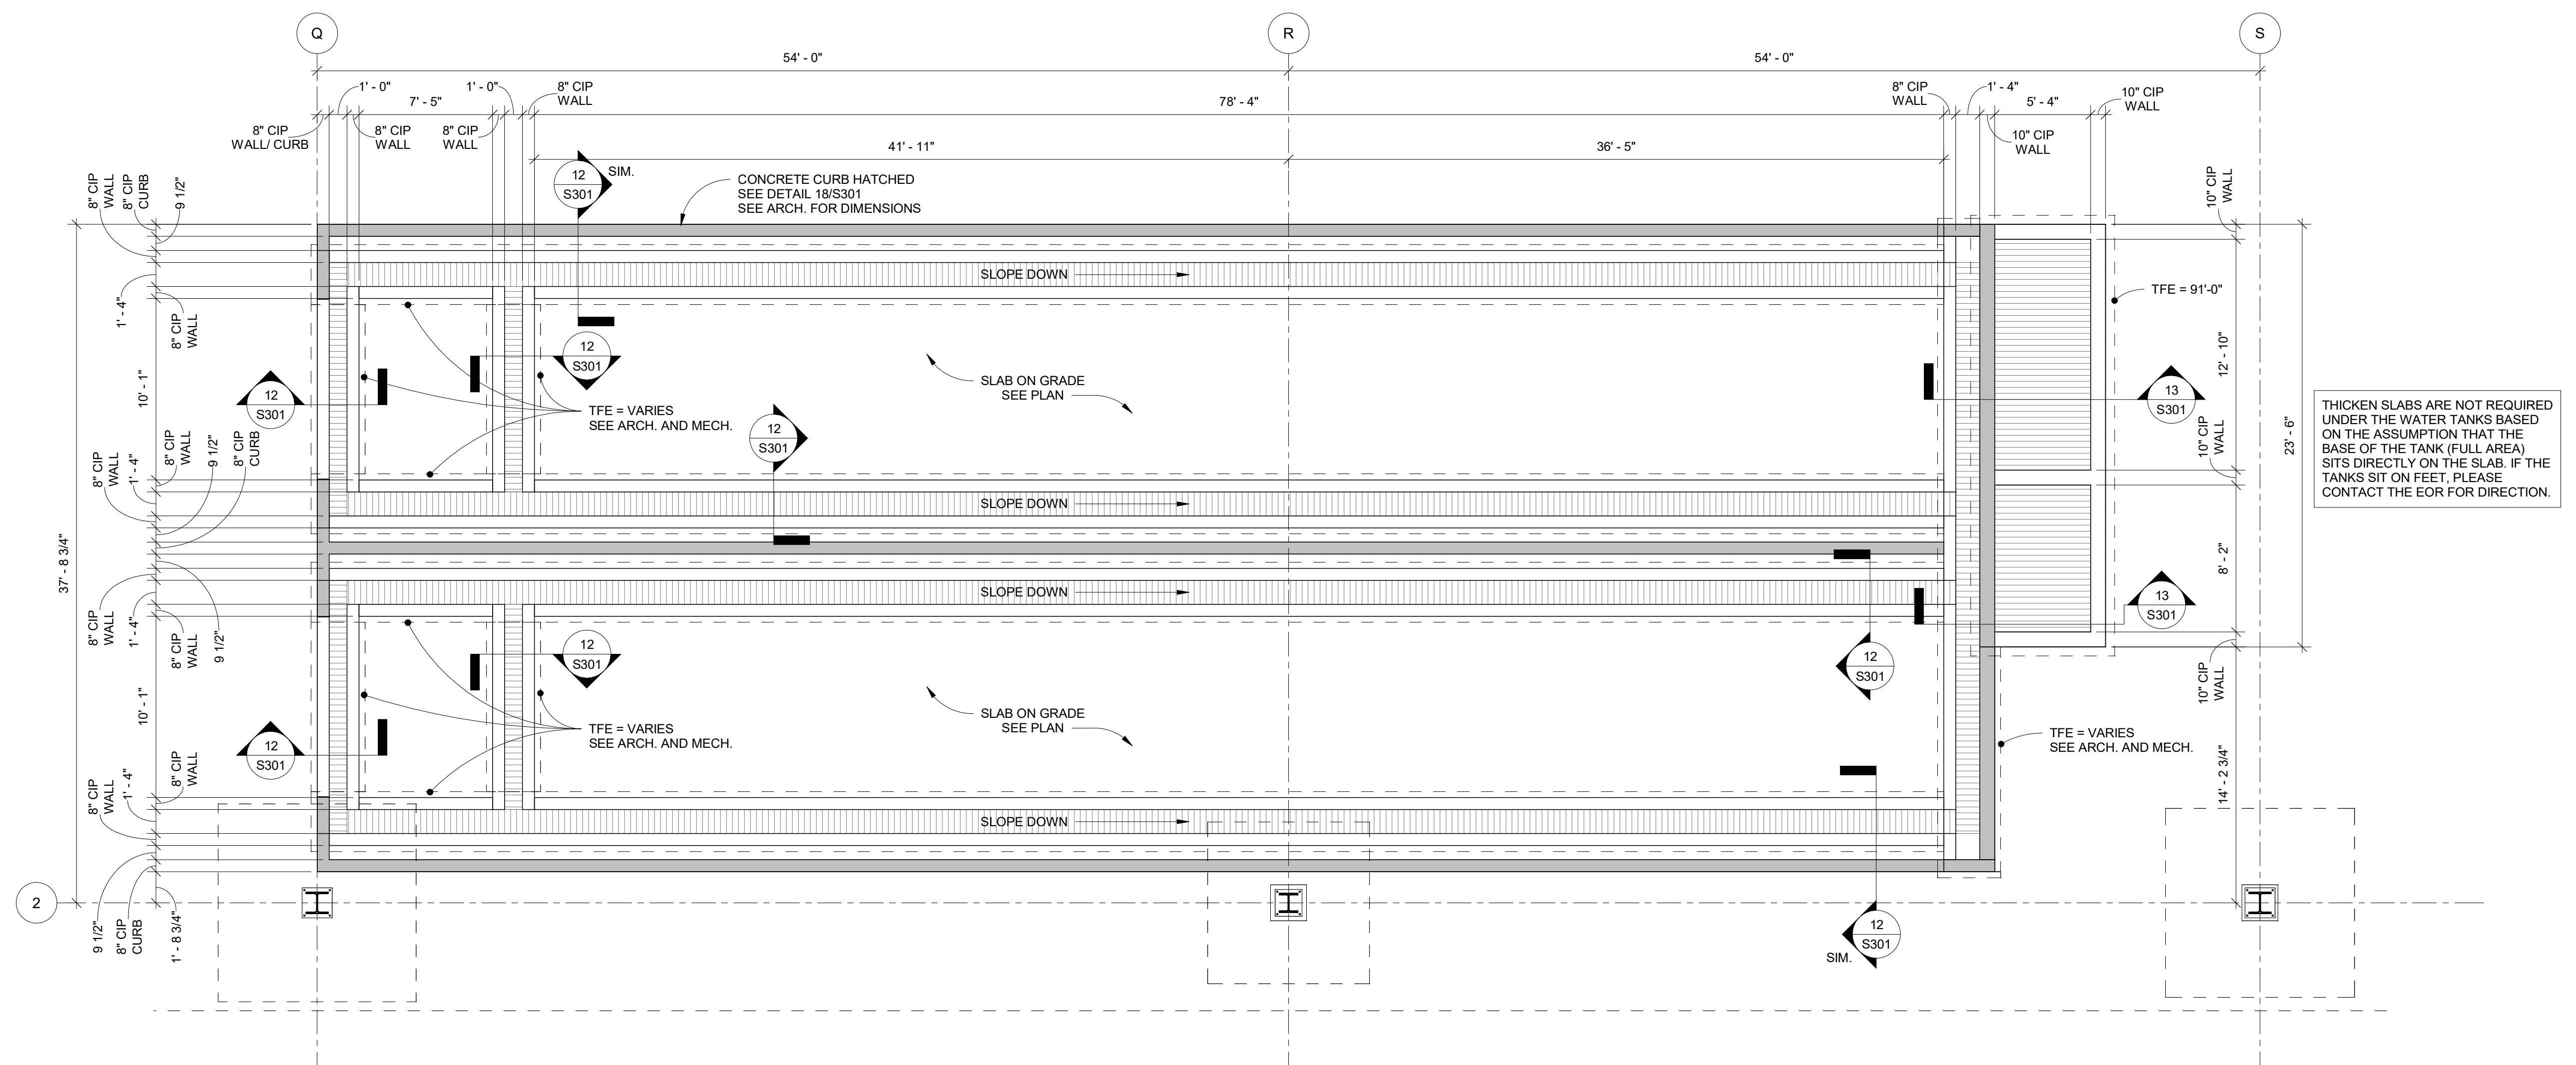 Q
R
S
54' - 0"
54' - 0"
1' - 0"
7' - 5"
1' - 0"
8" CIP
WALL
78' - 4"
8" CIP
WALL
1' - 4"
5' - 4"
10" CIP
WALL
8" CIP
WALL/ CURB
8" CIP
WALL
8" CIP
WALL
10" CIP
WALL
41' - 11"
36' - 5"
12
S301
SIM.
CONCRETE CURB HATCHED
SEE DETAIL 18/S301
SEE ARCH. FOR DIMENSIONS
8" CIP
WALL
8" CIP
CURB
9 1/2"
10" CIP
WALL
SLOPE DOWN
TFE = 91'-0"
1' - 4"
8" CIP
WALL
12
S301
12
S301
10' - 1"
SLAB ON GRADE
SEE PLAN
TFE = VARIES
SEE ARCH. AND MECH.
12
S301
13
S301
12' - 10"
23' - 6"
THICKEN SLABS ARE NOT REQUIRED
UNDER THE WATER TANKS BASED
ON THE ASSUMPTION THAT THE
BASE OF THE TANK (FULL AREA)
SITS DIRECTLY ON THE SLAB. IF THE
TANKS SIT ON FEET, PLEASE
CONTACT THE EOR FOR DIRECTION.
8" CIP
WALL
1' - 4"
8" CIP
WALL
9 1/2"
8" CIP
CURB
10" CIP
WALL
SLOPE DOWN
37' - 8 3/4"
8' - 2"
SLOPE DOWN
13
S301
8" CIP
WALL
1' - 4"
8" CIP
WALL
9 1/2"
12
S301
12
S301
10" CIP
WALL
10' - 1"
SLAB ON GRADE
SEE PLAN
12
S301
TFE = VARIES
SEE ARCH. AND MECH.
TFE = VARIES
SEE ARCH. AND MECH.
14' - 2 3/4"
8" CIP
WALL
1' - 4"
8" CIP
WALL
SLOPE DOWN
2
9 1/2"
8" CIP
CURB
1' - 8 3/4"
12
S301
SIM.